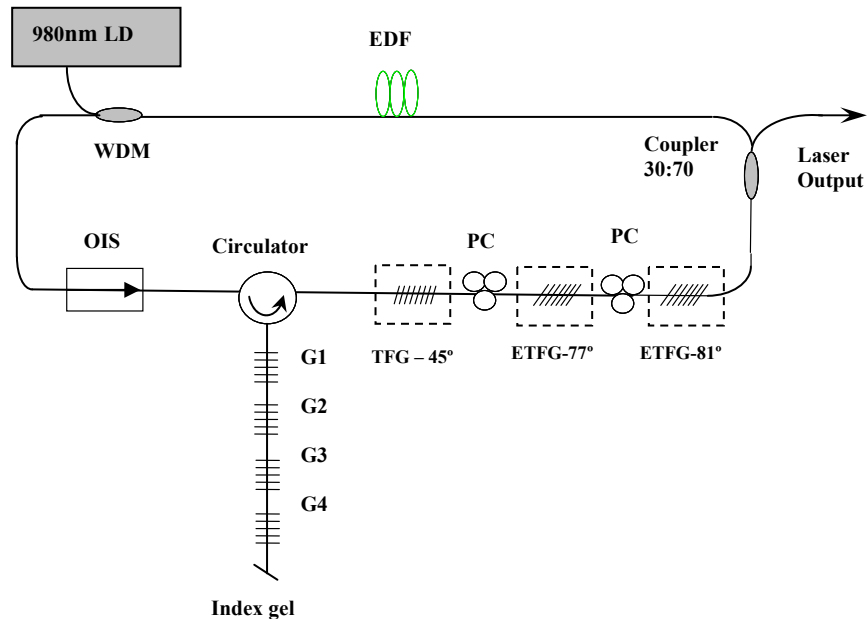 980nm LD
EDF
WDM
Coupler
30:70
Laser
Output
OIS
Circulator
PC
PC
G1
TFG – 45º
ETFG-77º
ETFG-81º
G2
G3
G4
Index gel